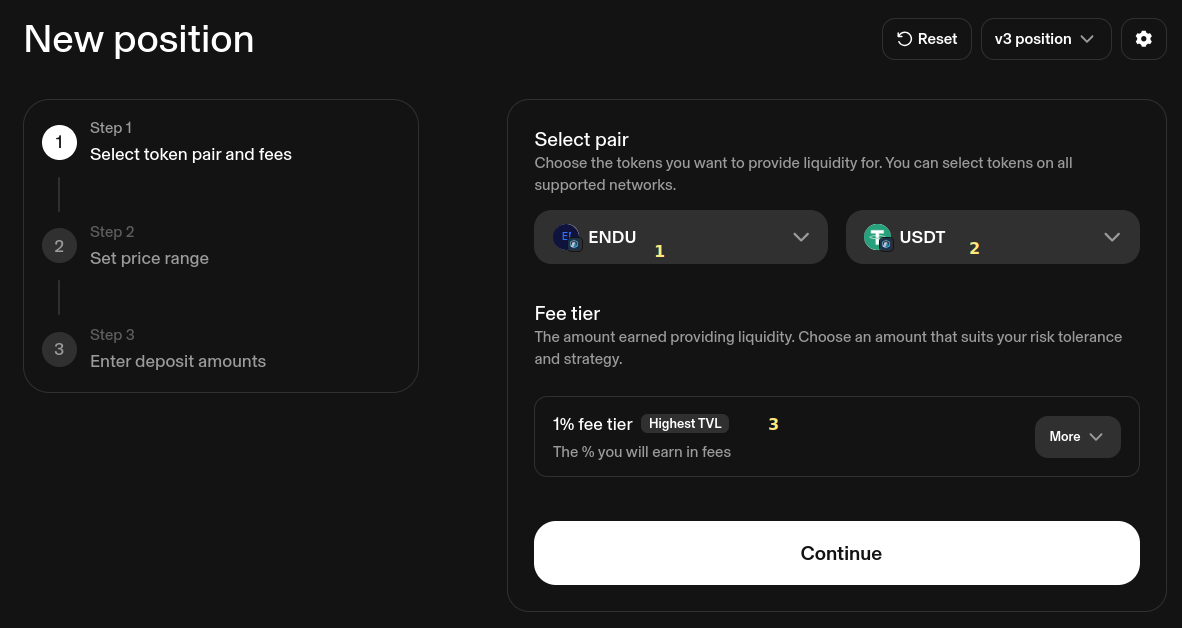 New position
Reset
v3 position
1
Step 1
Select token pair and fees
2
Step 2
Set price range
3
Step 3
Enter deposit amounts
Select pair
Choose the tokens you want to provide liquidity for. You can select tokens on all
supported networks.
ENDU
1
USDT
2
Fee tier
The amount earned providing liquidity. Choose an amount that suits your risk tolerance
and strategy.
1% fee tier Highest TVL
3
The % you will earn in fees
More
Continue